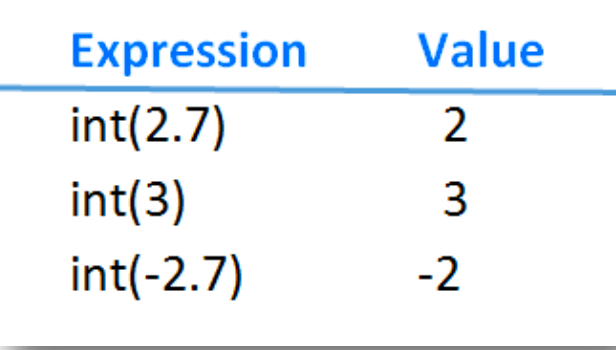 Expression Value
int(2.7) 2
int(3) 3
int(-2.7) -2